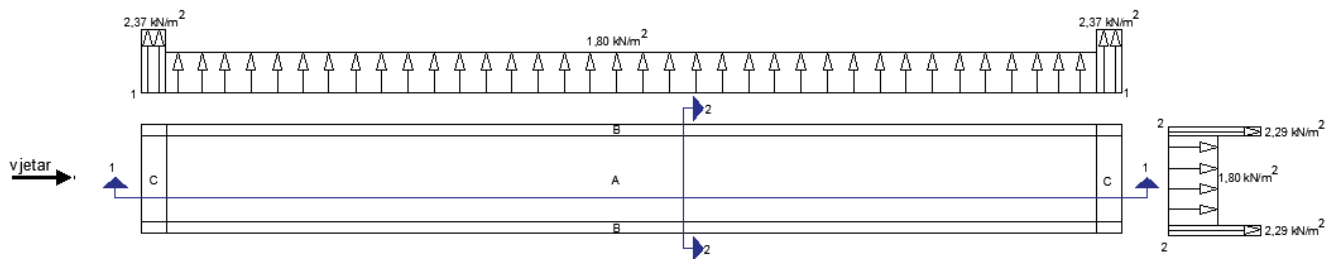 2,37 kN/m²
2,37 kN/m²
1,80 kN/m²
1
1
2
B
2
2,29 kN/m²
vjetar
1
C
A
C
1
1,80 kN/m²
B
2
2,29 kN/m²
2